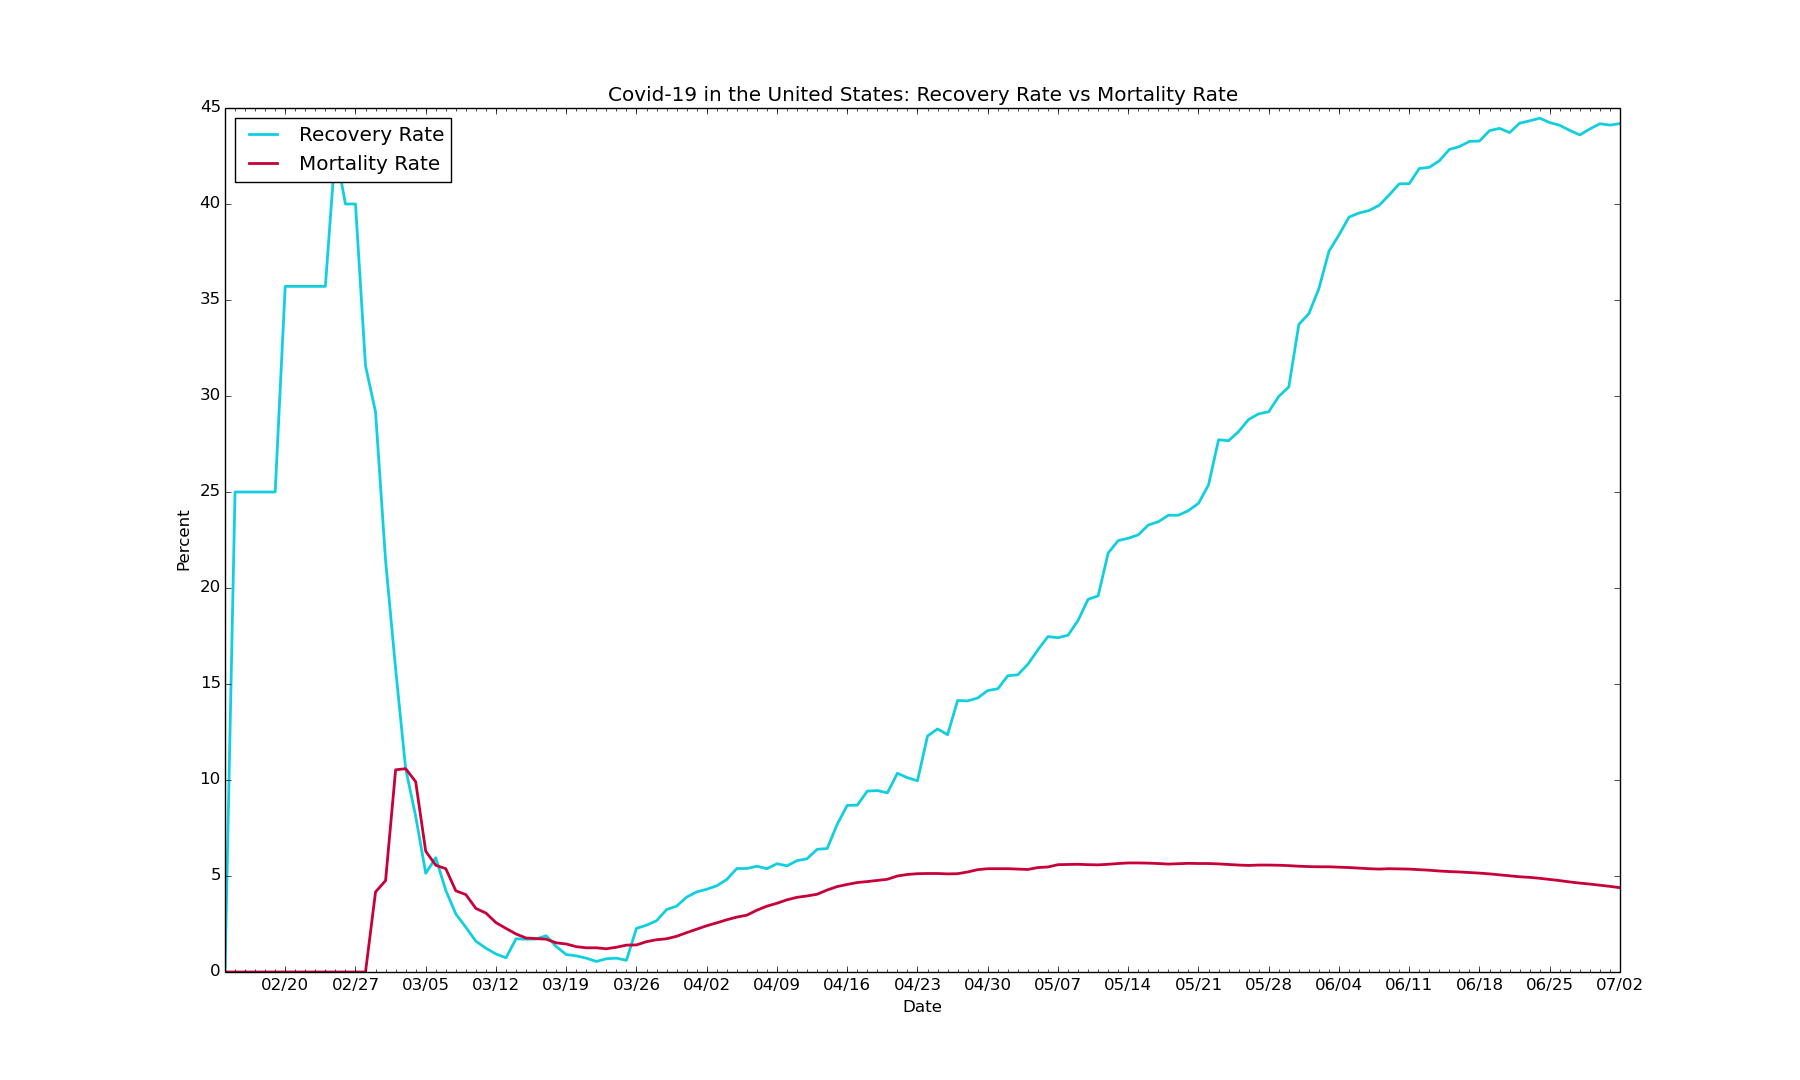 Covid-19 in the United States: Recovery Rate vs Mortality Rate
45
Recovery Rate
Mortality Rate
40
35
30
25
20
15
10
5
0
Percent
02/20 02/27 03/05 03/12 03/19 03/26 04/02 04/09 04/16 04/23 04/30 05/07 05/14 05/21 05/28 06/04 06/11 06/18 06/25 07/02
Date